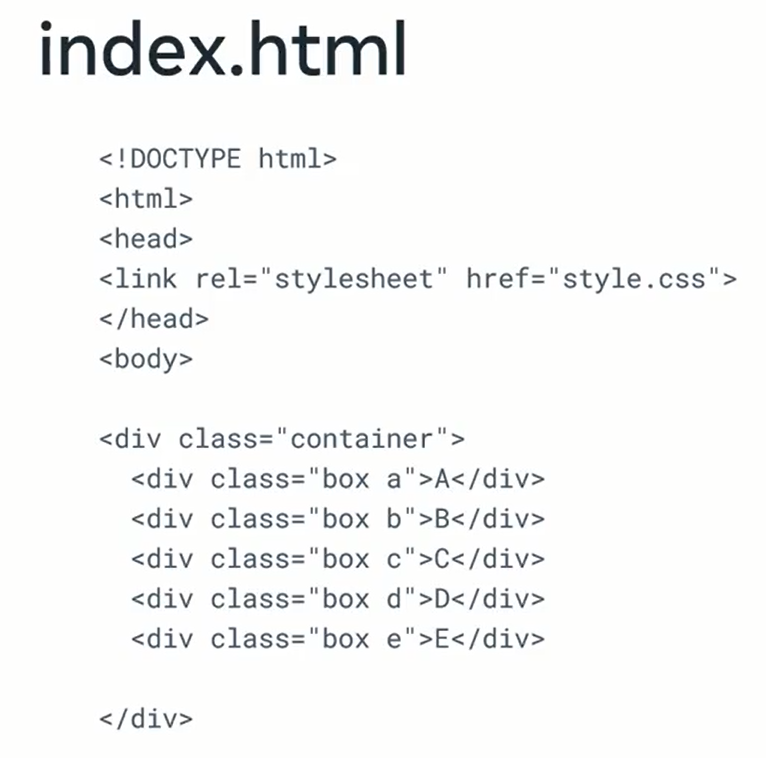 index.html
<!DOCTYPE html>
<html>
<head>
<link rel="stylesheet" href="style.css">
</head>
<body>
<div class="container">
<div class="box a">A</div>
<div class="box b">B</div>
<div class="box c">C</div>
<div class="box d">D</div>
<div class="box e">E</div>
</div>